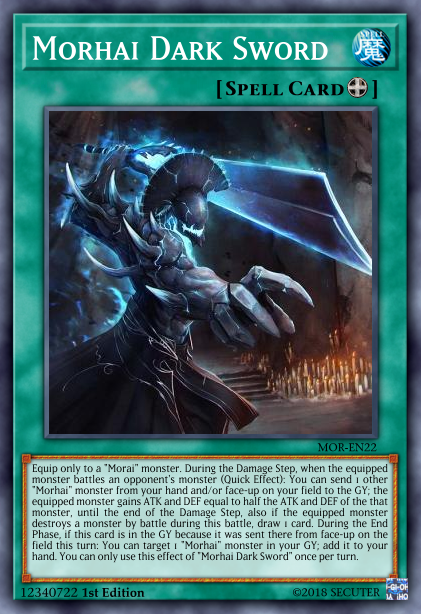 Morhai Dark Sword
[Spell Card]
MOR-EN22
Equip only to a "Morai" monster. During the Damage Step, when the equipped
monster battles an opponent's monster (Quick Effect): You can send 1 other
"Morhai" monster from your hand and/or face-up on your field to the GY; the
equipped monster gains ATK and DEF equal to half the ATK and DEF of the that
monster, until the end of the Damage Step, also if the equipped monster
destroys a monster by battle during this battle, draw 1 card. During the End
Phase, if this card is in the GY because it was sent there from face-up on the
field this turn: You can target 1 "Morhai" monster in your GY; add it to your
hand. You can only use this effect of "Morhai Dark Sword" once per turn.
12340722 1st Edition
©2018 SECUTER